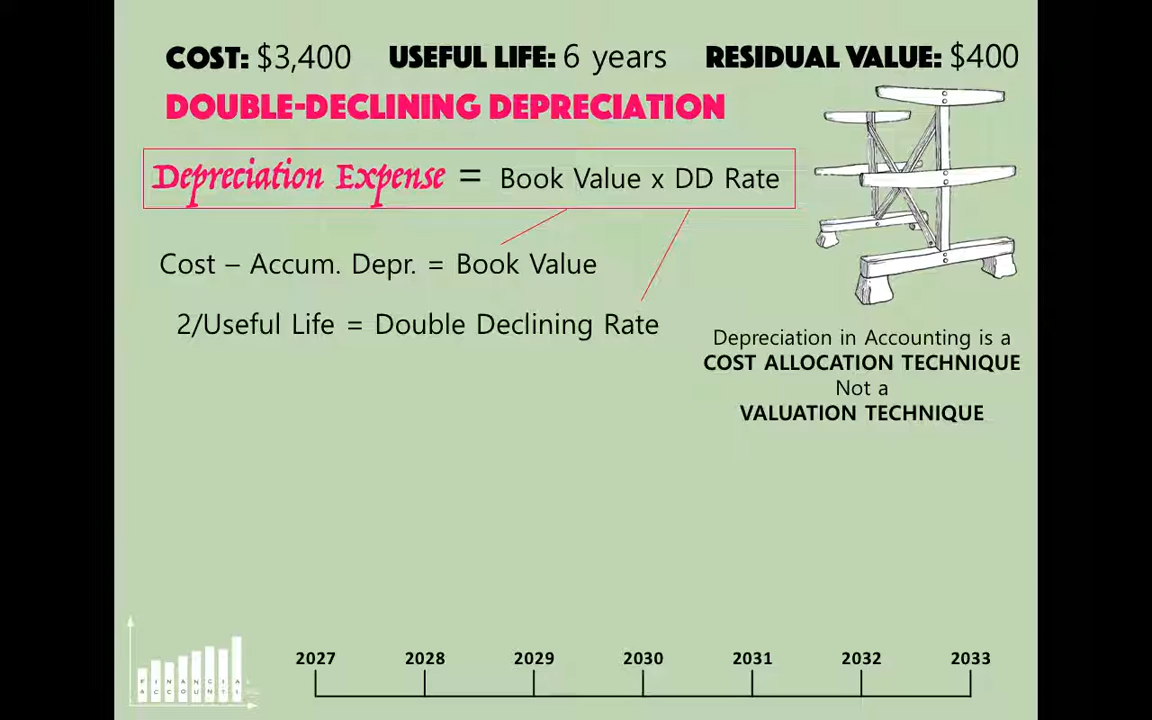 COST: $3,400 USEFUL LIFE: 6 years RESIDUAL VALUE: $400
DOUBLE-DECLINING DEPRECIATION
Depreciation Expense = Book Value x DD Rate
Cost – Accum. Depr. = Book Value
2/Useful Life = Double Declining Rate
Depreciation in Accounting is a
COST ALLOCATION TECHNIQUE
Not a
VALUATION TECHNIQUE
2027 2028 2029 2030 2031 2032 2033
FINANCIA
ACCOUNTI